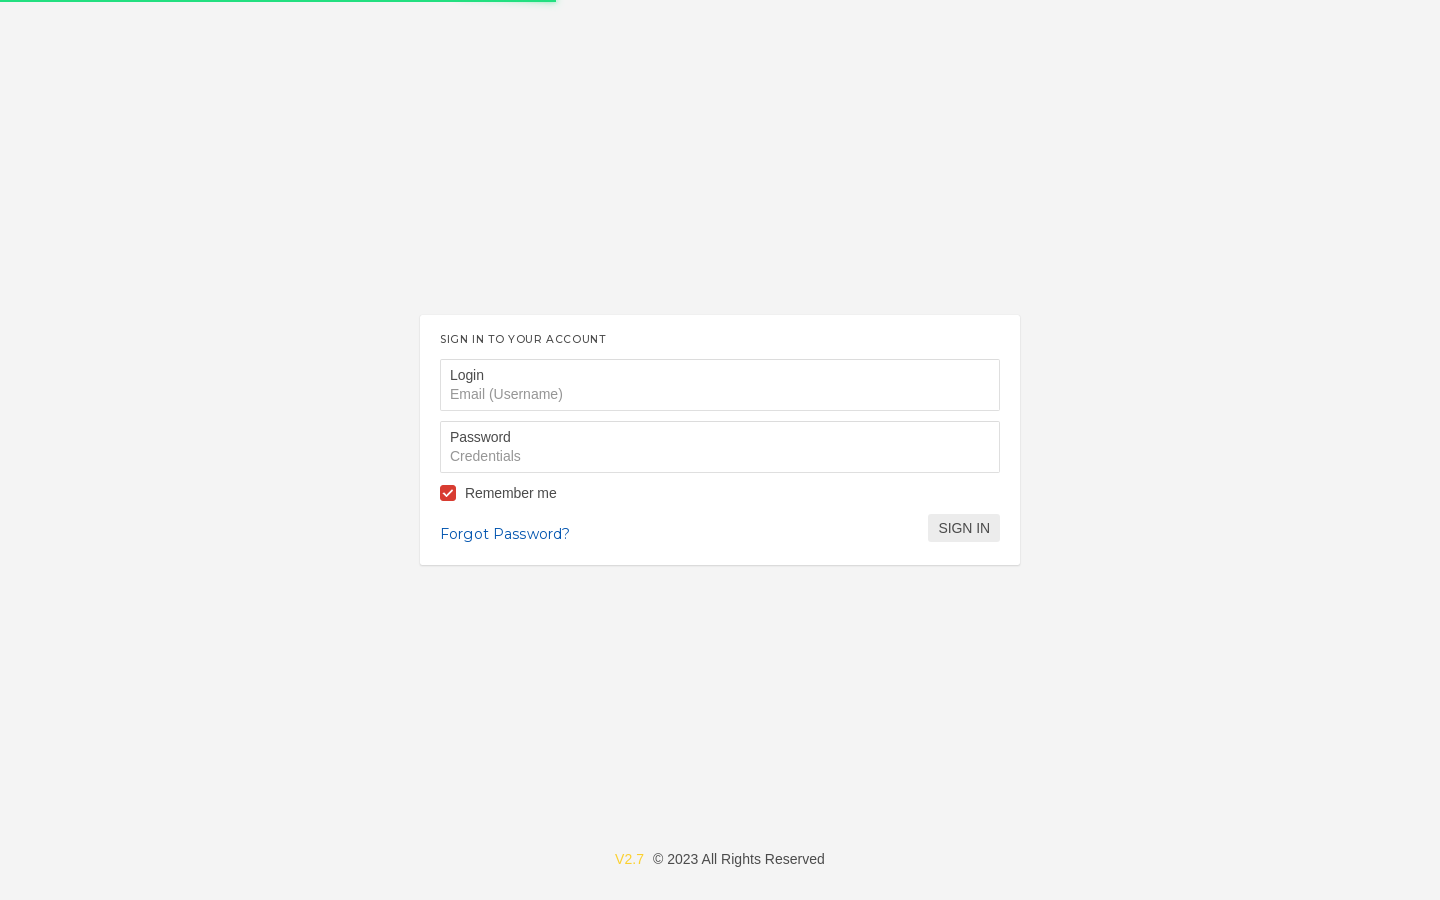 SIGN IN TO YOUR ACCOUNT
Login
Email (Username)
Password
Credentials
Remember me
Forgot Password?
SIGN IN
V2.7 © 2023 All Rights Reserved